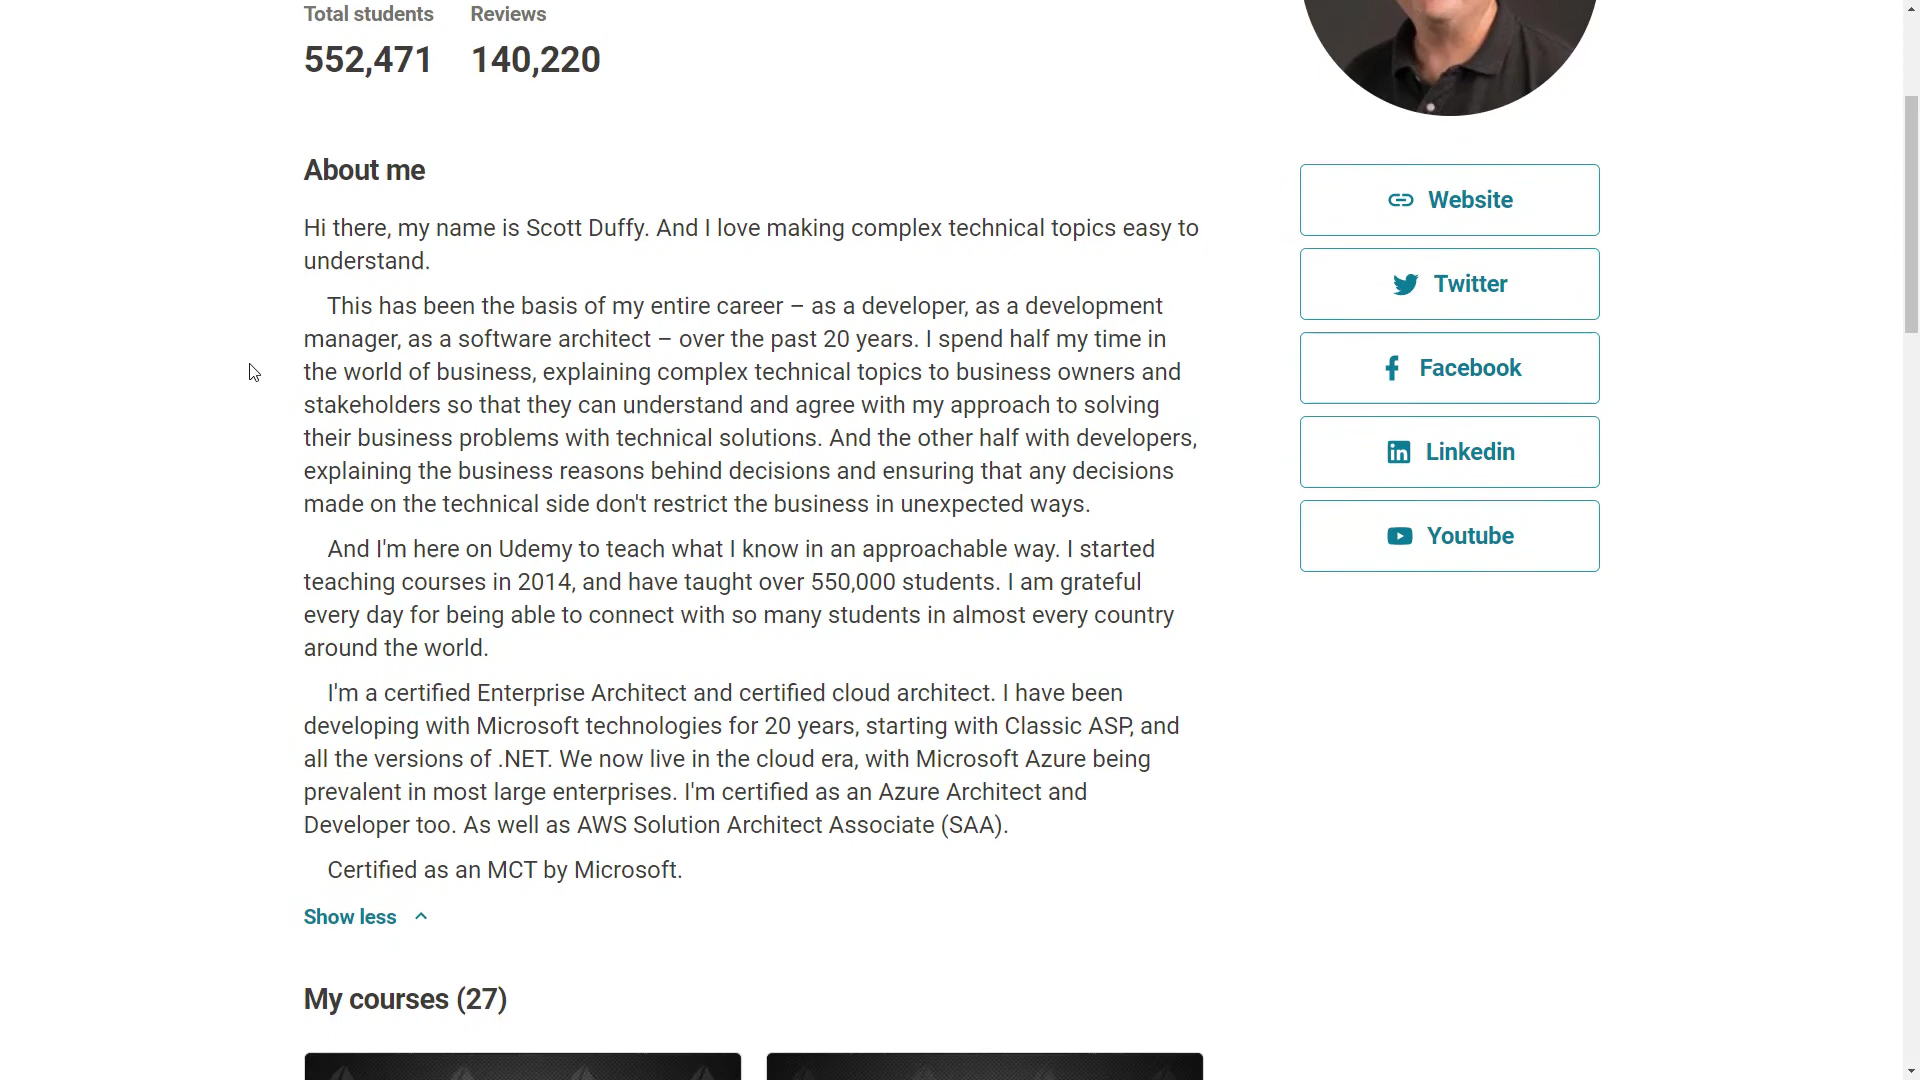 Total students Reviews
552,471 140,220
About me
Hi there, my name is Scott Duffy. And I love making complex technical topics easy to
understand.
This has been the basis of my entire career – as a developer, as a development
manager, as a software architect – over the past 20 years. I spend half my time in
the world of business, explaining complex technical topics to business owners and
stakeholders so that they can understand and agree with my approach to solving
their business problems with technical solutions. And the other half with developers,
explaining the business reasons behind decisions and ensuring that any decisions
made on the technical side don't restrict the business in unexpected ways.
And I'm here on Udemy to teach what I know in an approachable way. I started
teaching courses in 2014, and have taught over 550,000 students. I am grateful
every day for being able to connect with so many students in almost every country
around the world.
I'm a certified Enterprise Architect and certified cloud architect. I have been
developing with Microsoft technologies for 20 years, starting with Classic ASP, and
all the versions of .NET. We now live in the cloud era, with Microsoft Azure being
prevalent in most large enterprises. I'm certified as an Azure Architect and
Developer too. As well as AWS Solution Architect Associate (SAA).
Certified as an MCT by Microsoft.
Show less
My courses (27)
Website
Twitter
Facebook
Linkedin
Youtube